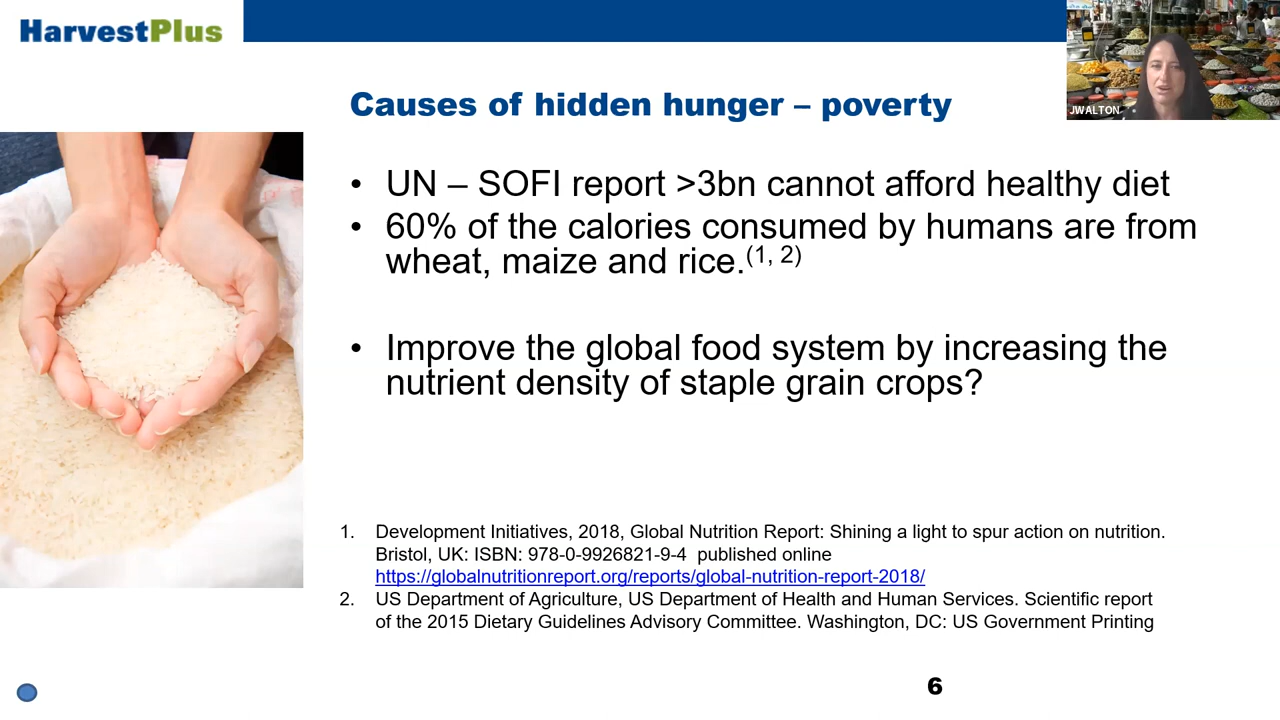 HarvestPlus
JWALTON
Causes of hidden hunger – poverty
• UN – SOFI report >3bn cannot afford healthy diet
• 60% of the calories consumed by humans are from
wheat, maize and rice.(1, 2)
• Improve the global food system by increasing the
nutrient density of staple grain crops?
1. Development Initiatives, 2018, Global Nutrition Report: Shining a light to spur action on nutrition.
Bristol, UK: ISBN: 978-0-9926821-9-4 published online
https://globalnutritionreport.org/reports/global-nutrition-report-2018/
2. US Department of Agriculture, US Department of Health and Human Services. Scientific report
of the 2015 Dietary Guidelines Advisory Committee. Washington, DC: US Government Printing
6